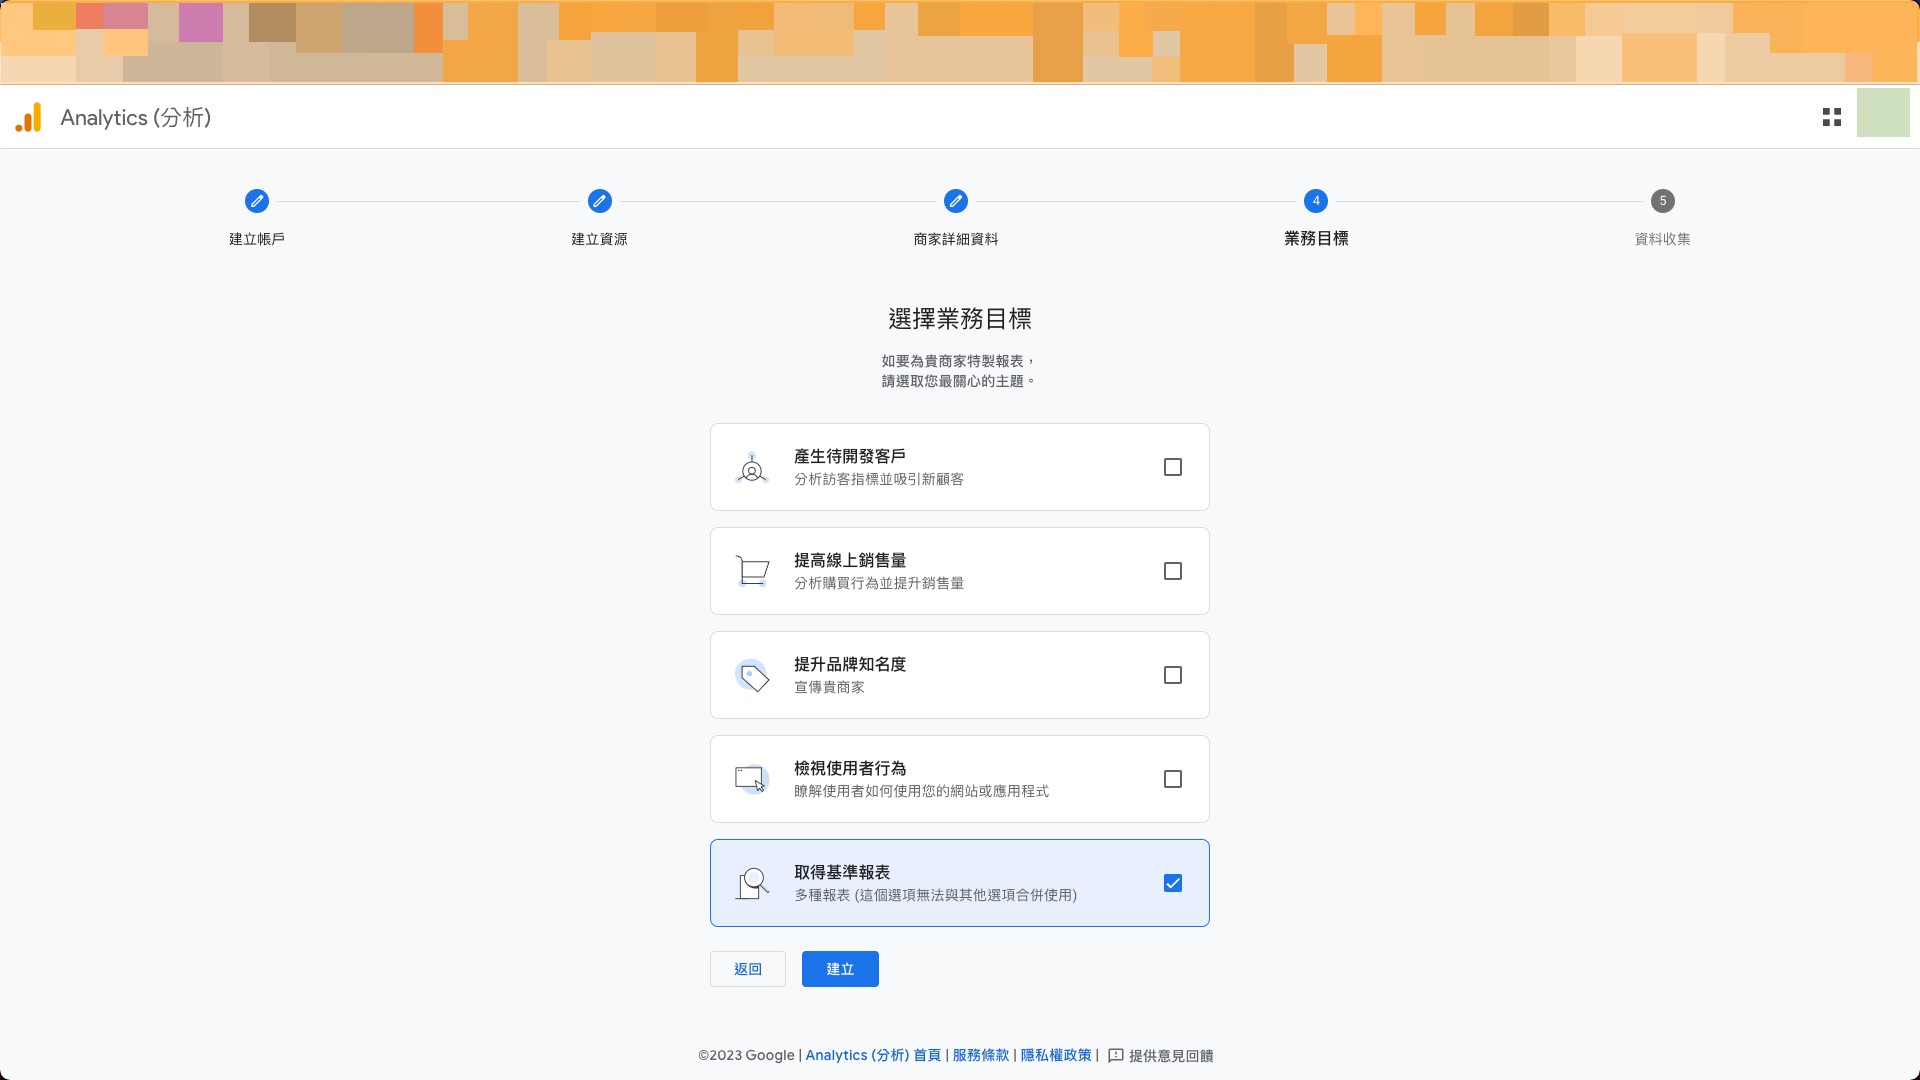 Analytics (分析)
建立帳戶
建立資源
商家詳細資料
4
業務目標
5
資料收集
選擇業務目標
如要為貴商家特製報表，
請選取您最關心的主題。
產生待開發客戶
分析訪客指標並吸引新顧客
提高線上銷售量
分析購買行為並提升銷售量
提升品牌知名度
宣傳貴商家
檢視使用者行為
瞭解使用者如何使用您的網站或應用程式
取得基準報表
多種報表 (這個選項無法與其他選項合併使用)
返回
建立
©2023 Google | Analytics (分析) 首頁 | 服務條款 | 隱私權政策 | 提供意見回饋